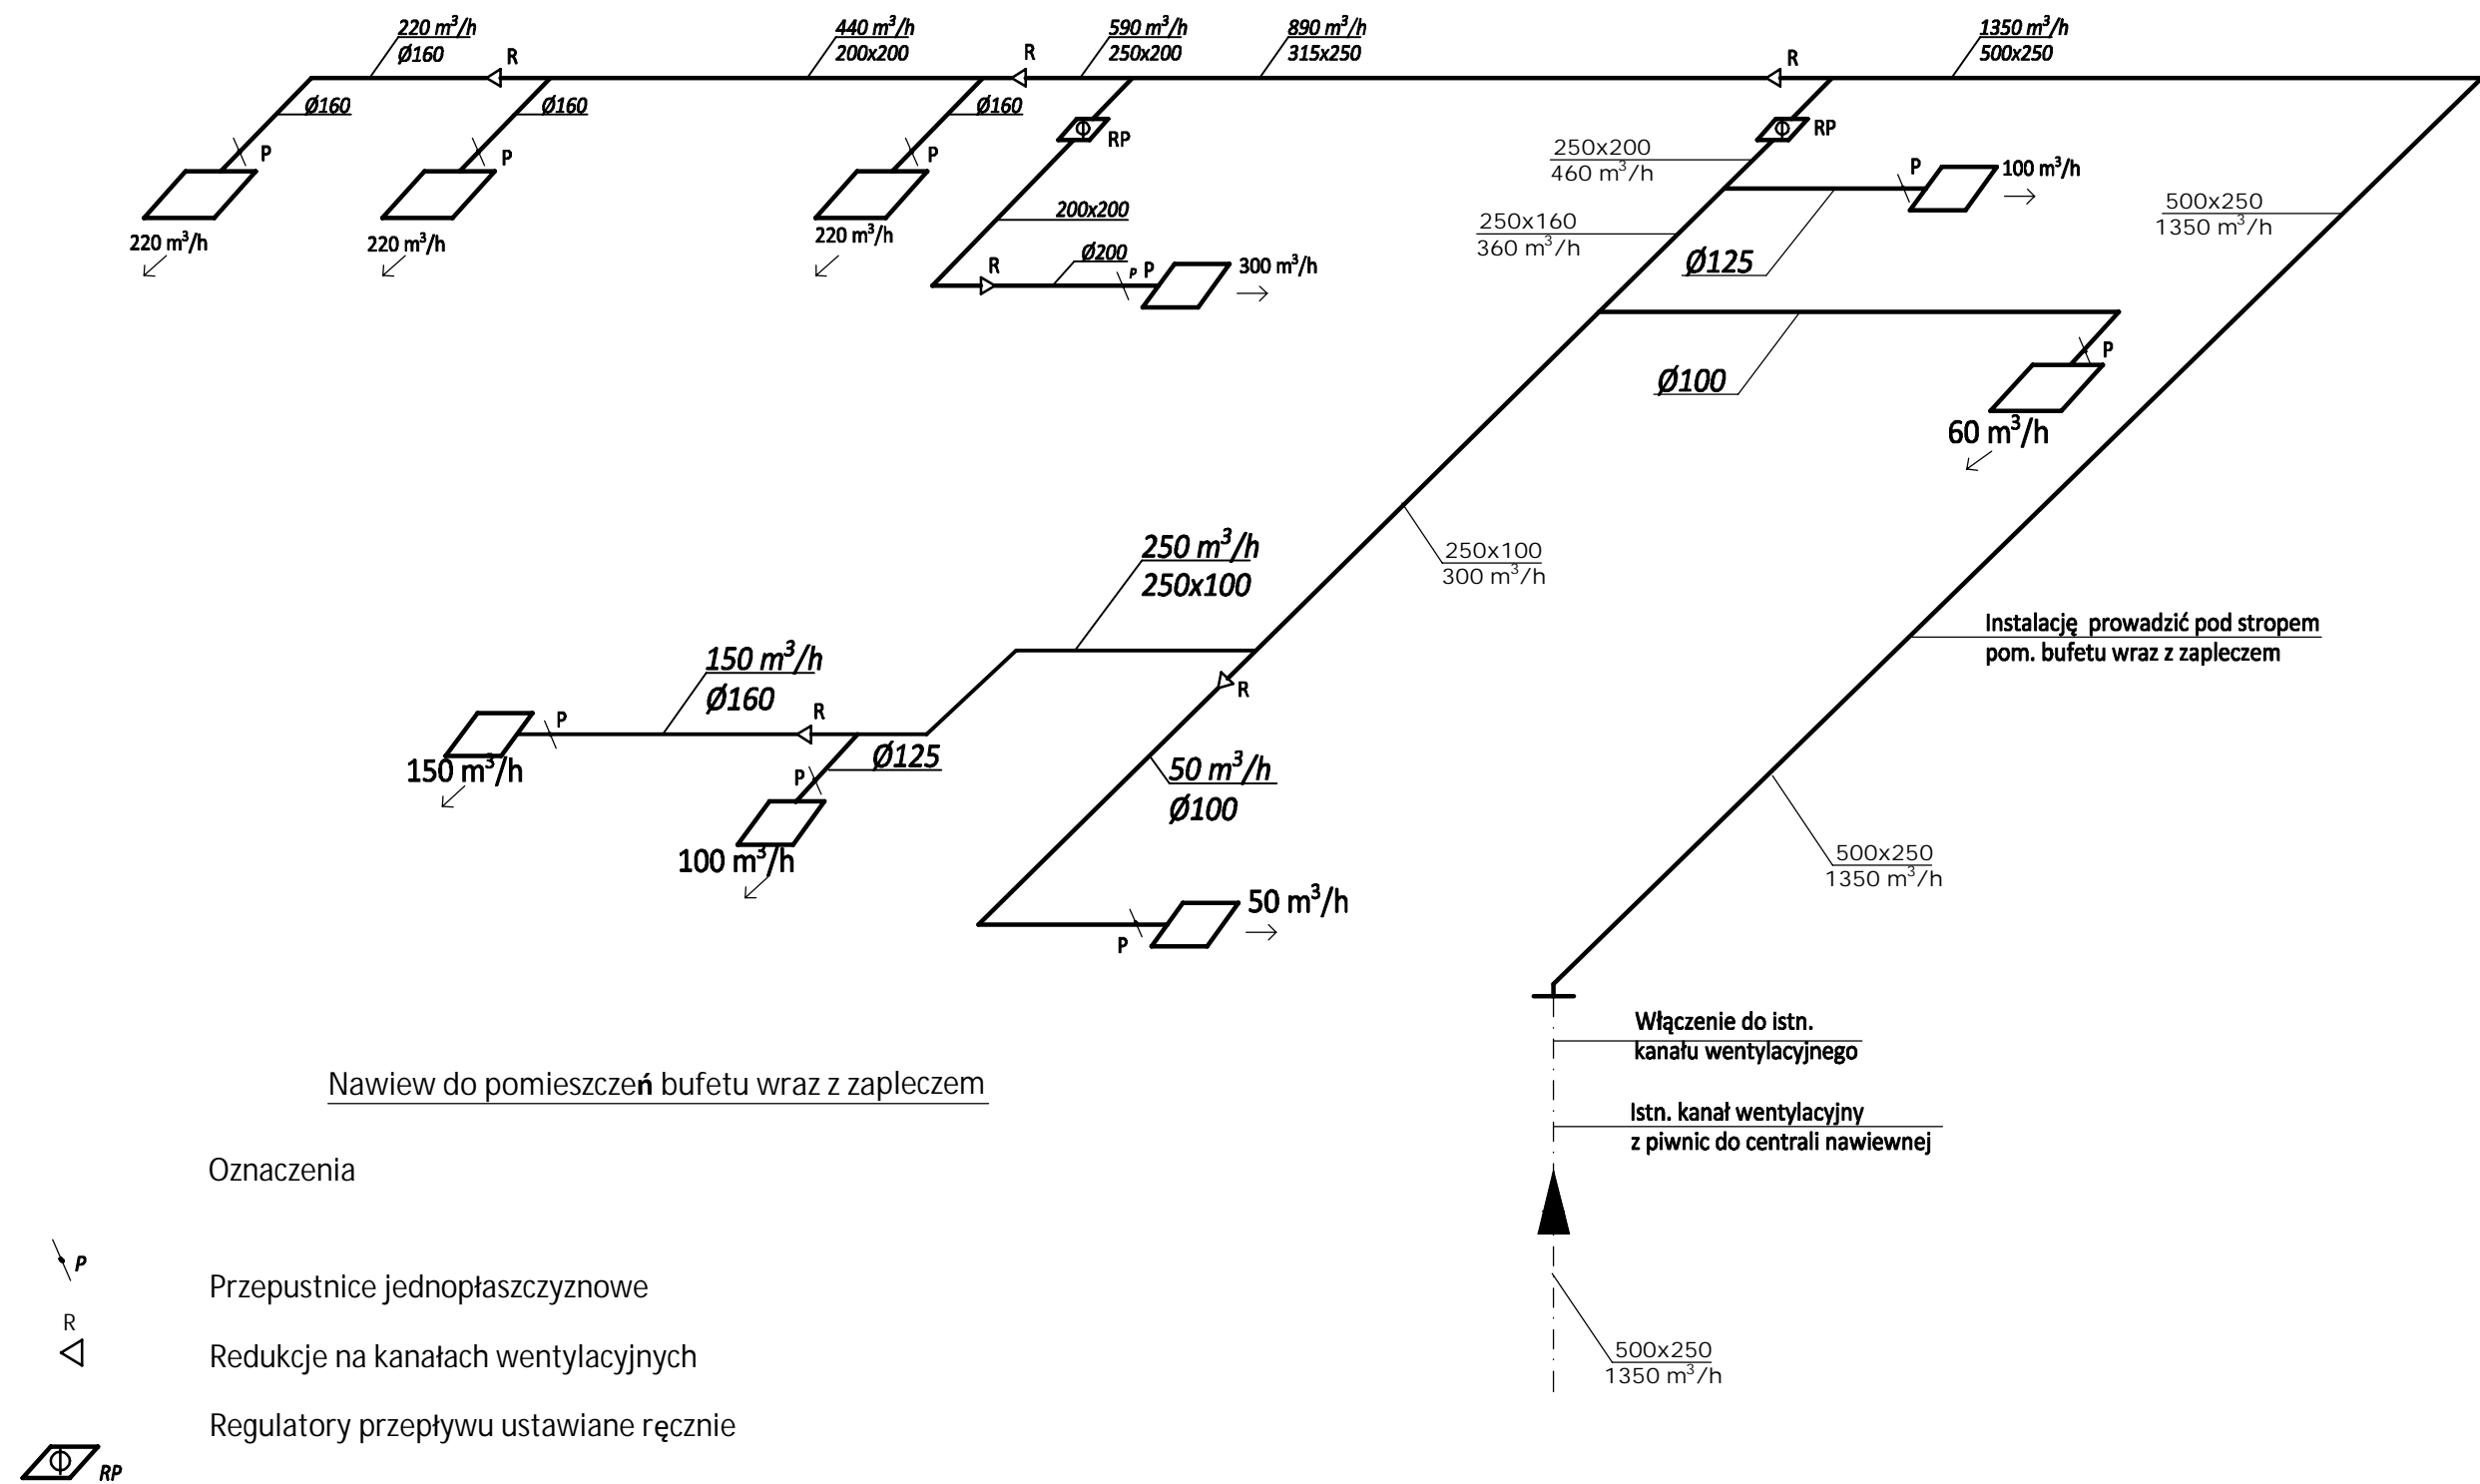 220 m³/h
Ø160
R
440 m³/h
200x200
R
590 m³/h
250x200
890 m³/h
315x250
R
1350 m³/h
500x250
Ø160
Ø160
Ø160
P
P
P
RP
RP
220 m³/h
220 m³/h
220 m³/h
200x200
R
Ø200
P
P
300 m³/h
250x200
460 m³/h
P
100 m³/h
250x160
360 m³/h
Ø125
500x250
1350 m³/h
Ø100
P
60 m³/h
250x100
300 m³/h
250 m³/h
250x100
150 m³/h
Ø160
R
R
P
150 m³/h
Ø125
P
100 m³/h
50 m³/h
Ø100
P
50 m³/h
Instalację prowadzić pod stropem
pom. bufetu wraz z zapleczem
500x250
1350 m³/h
Włączenie do istn.
kanału wentylacyjnego
Istn. kanał wentylacyjny
z piwnic do centrali nawiewnej
500x250
1350 m³/h
Nawiew do pomieszczeń bufetu wraz z zapleczem
Oznaczenia
P
Przepustnice jednopłaszczyznowe
R
Redukcje na kanałach wentylacyjnych
Regulatory przepływu ustawiane ręcznie
RP